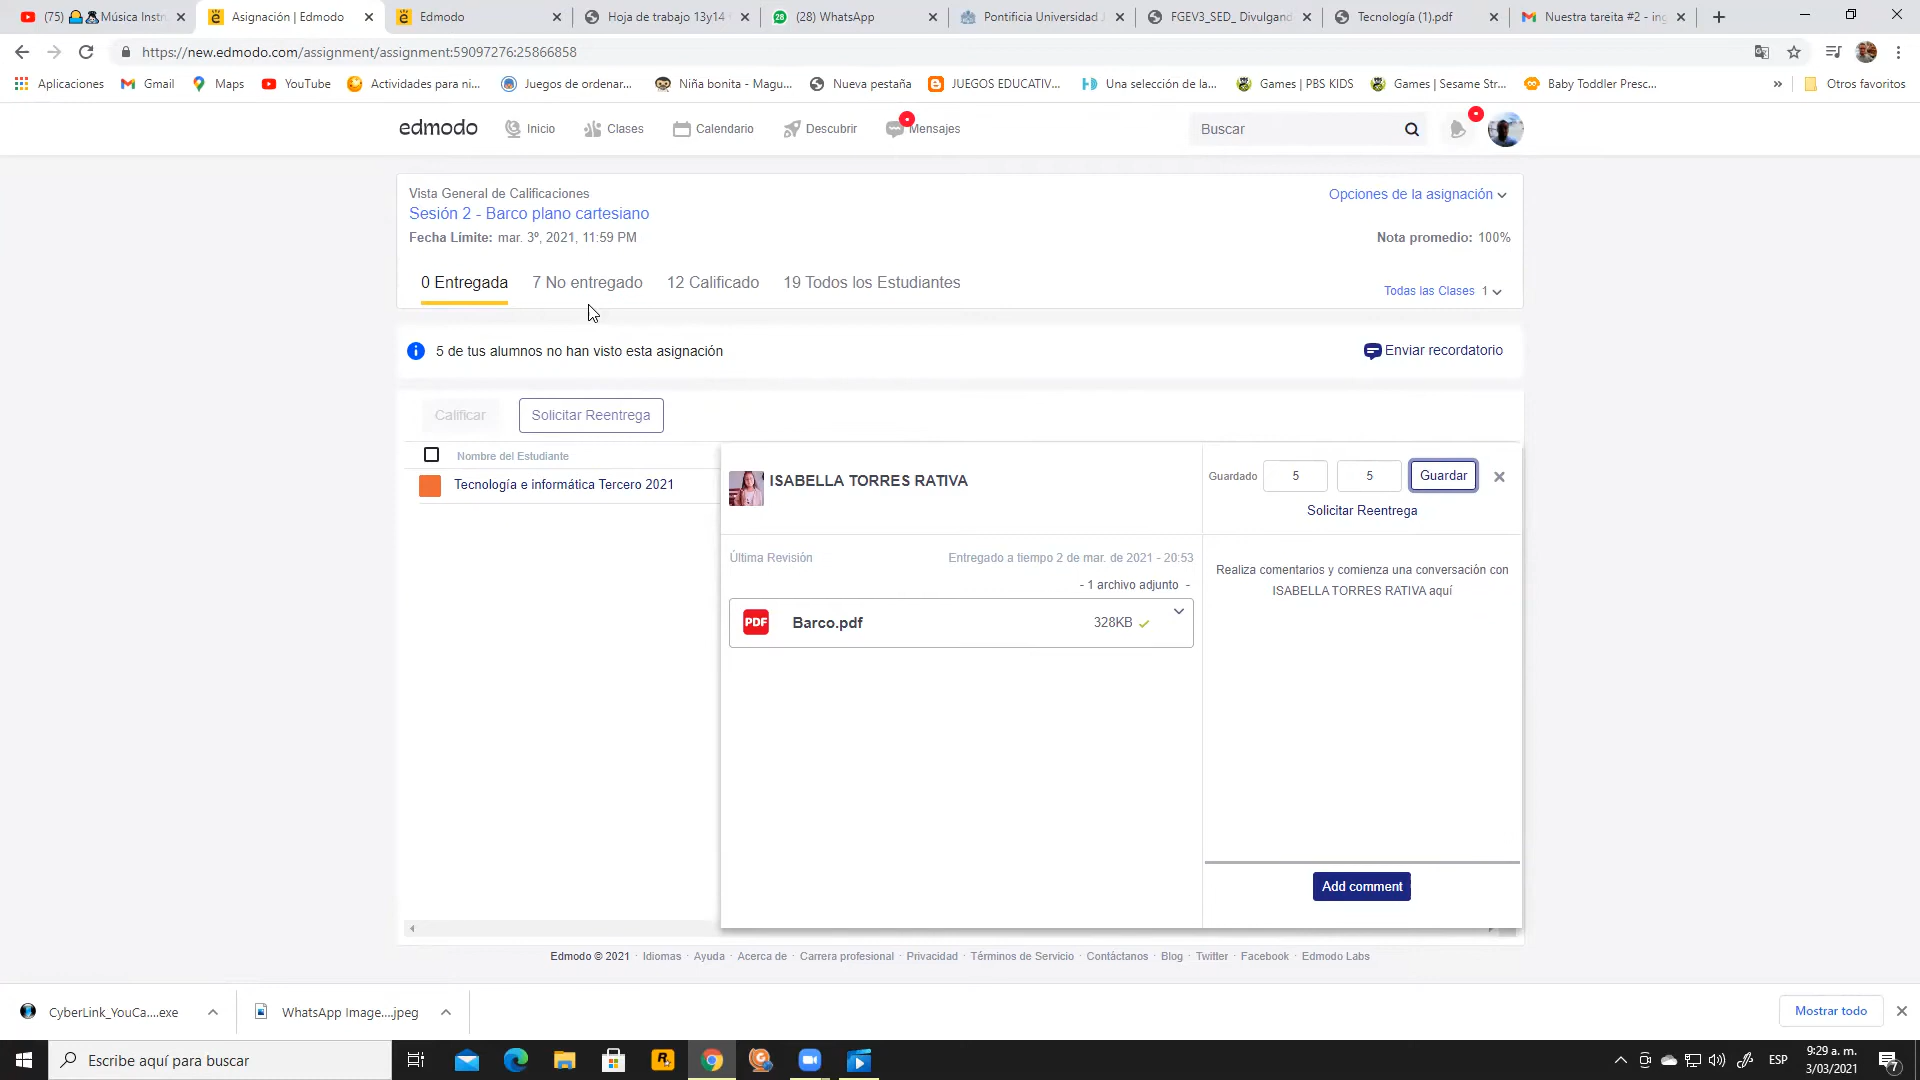 (75) Música Instr
Asignación | Edmodo
Edmodo
Hoja de trabajo 13y14
28 (28) WhatsApp
Pontificia Universidad
FGEV3_SED_ Divulgand
Tecnología (1).pdf
Nuestra tareita #2 - ing
https://new.edmodo.com/assignment/assignment:59097276:25866858
Aplicaciones
Gmail
Maps
YouTube
Actividades para ni...
Juegos de ordenar...
Niña bonita - Magu...
Nueva pestaña
JUEGOS EDUCATIV...
Una selección de la...
Games | PBS KIDS
Games | Sesame Str...
Baby Toddler Presc...
»
Otros favoritos
edmodo
Inicio
Clases
Calendario
Descubrir
Mensajes
Buscar
Vista General de Calificaciones
Opciones de la asignación
Sesión 2 - Barco plano cartesiano
Fecha Límite: mar. 3º, 2021, 11:59 PM
Nota promedio: 100%
0 Entregada
7 No entregado
12 Calificado
19 Todos los Estudiantes
Todas las Clases 1
5 de tus alumnos no han visto esta asignación
Enviar recordatorio
Calificar
Solicitar Reentrega
Nombre del Estudiante
Tecnología e informática Tercero 2021
ISABELLA TORRES RATIVA
Guardado 5 5 Guardar
Solicitar Reentrega
Última Revisión
Entregado a tiempo 2 de mar. de 2021 - 20:53
- 1 archivo adjunto -
PDF Barco.pdf 328KB
Realiza comentarios y comienza una conversación con
ISABELLA TORRES RATIVA aquí
Add comment
Edmodo © 2021 · Idiomas · Ayuda · Acerca de · Carrera profesional · Privacidad · Términos de Servicio · Contáctanos · Blog · Twitter · Facebook · Edmodo Labs
CyberLink_YouCa....exe
WhatsApp Image....jpeg
Mostrar todo
Escribe aquí para buscar
ESP
9:29 a. m.
3/03/2021
7